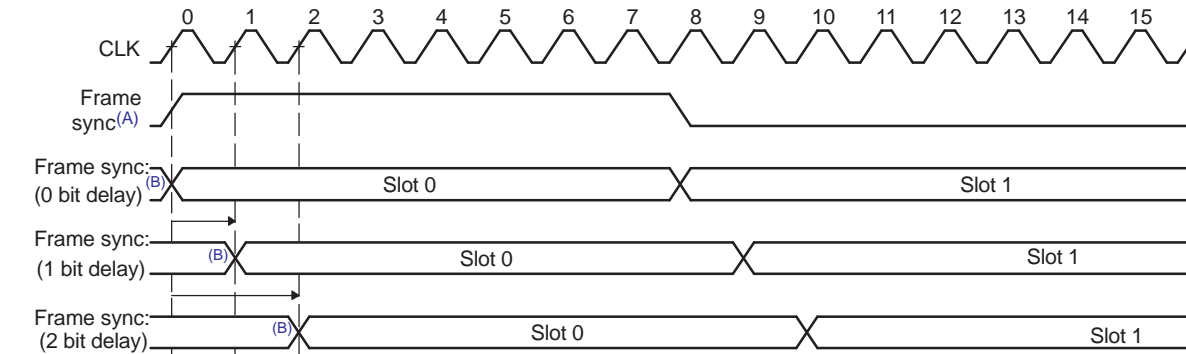 0 1 2 3 4 5 6 7 8 9 10 11 12 13 14 15
CLK
Frame
sync(A)
Frame sync:
(B)
(0 bit delay)
Slot 0 Slot 1
Frame sync:
(B)
(1 bit delay)
Slot 0 Slot 1
Frame sync:
(B)
(2 bit delay)
Slot 0 Slot 1